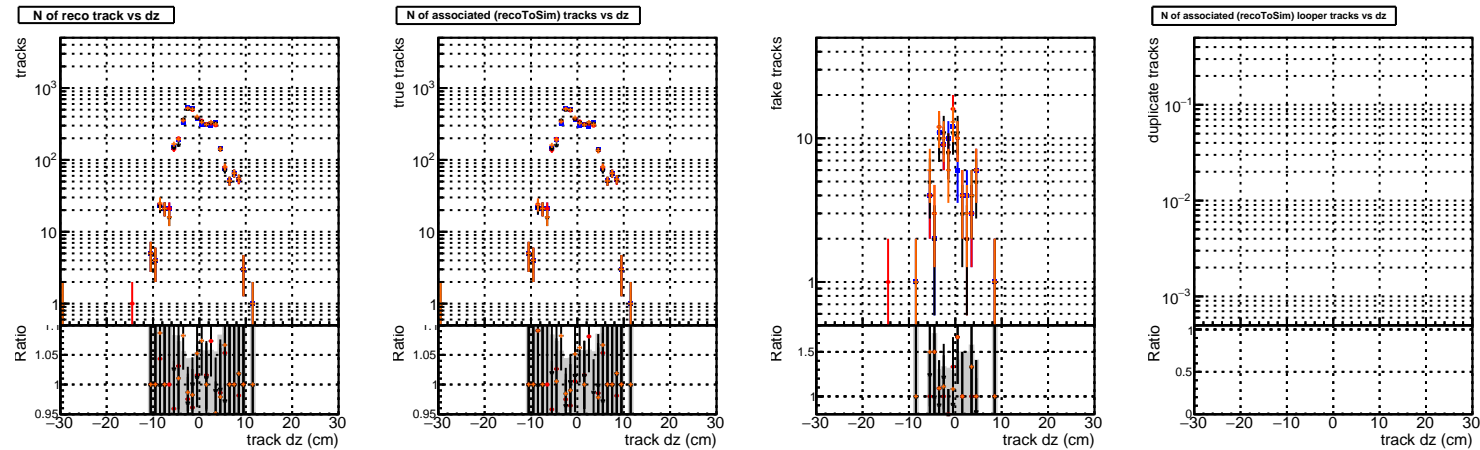 N of reco track vs dz
tracks
10³
10²
10
1
Ratio
1.05
1
0.95
−30 −20 −10 0 10 20 30
track dz (cm)
N of associated (recoToSim) tracks vs dz
true tracks
10³
10²
10
1
Ratio
1.05
1
0.95
−30 −20 −10 0 10 20 30
track dz (cm)
fake tracks
10
1
Ratio
1.5
1
−30 −20 −10 0 10 20 30
track dz (cm)
N of associated (recoToSim) looper tracks vs dz
duplicate tracks
10⁻¹
10⁻²
10⁻³
Ratio
1
0.5
0
−30 −20 −10 0 10 20 30
track dz (cm)